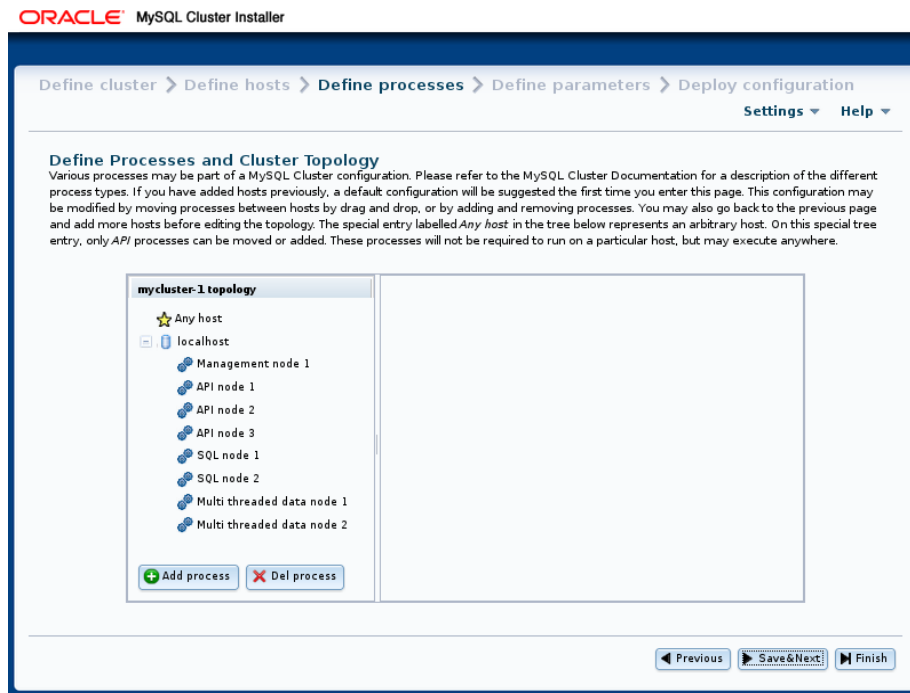 ORACLE® MySQL Cluster Installer
Define cluster > Define hosts > Define processes > Define parameters > Deploy configuration
Settings Help
Define Processes and Cluster Topology
Various processes may be part of a MySQL Cluster configuration. Please refer to the MySQL Cluster Documentation for a description of the different
process types. If you have added hosts previously, a default configuration will be suggested the first time you enter this page. This configuration may
be modified by moving processes between hosts by drag and drop, or by adding and removing processes. You may also go back to the previous page
and add more hosts before editing the topology. The special entry labelled Any host in the tree below represents an arbitrary host. On this special tree
entry, only API processes can be moved or added. These processes will not be required to run on a particular host, but may execute anywhere.
mycluster-1 topology
Any host
localhost
Management node 1
API node 1
API node 2
API node 3
SQL node 1
SQL node 2
Multi threaded data node 1
Multi threaded data node 2
Add process Del process
Previous Save&Next Finish